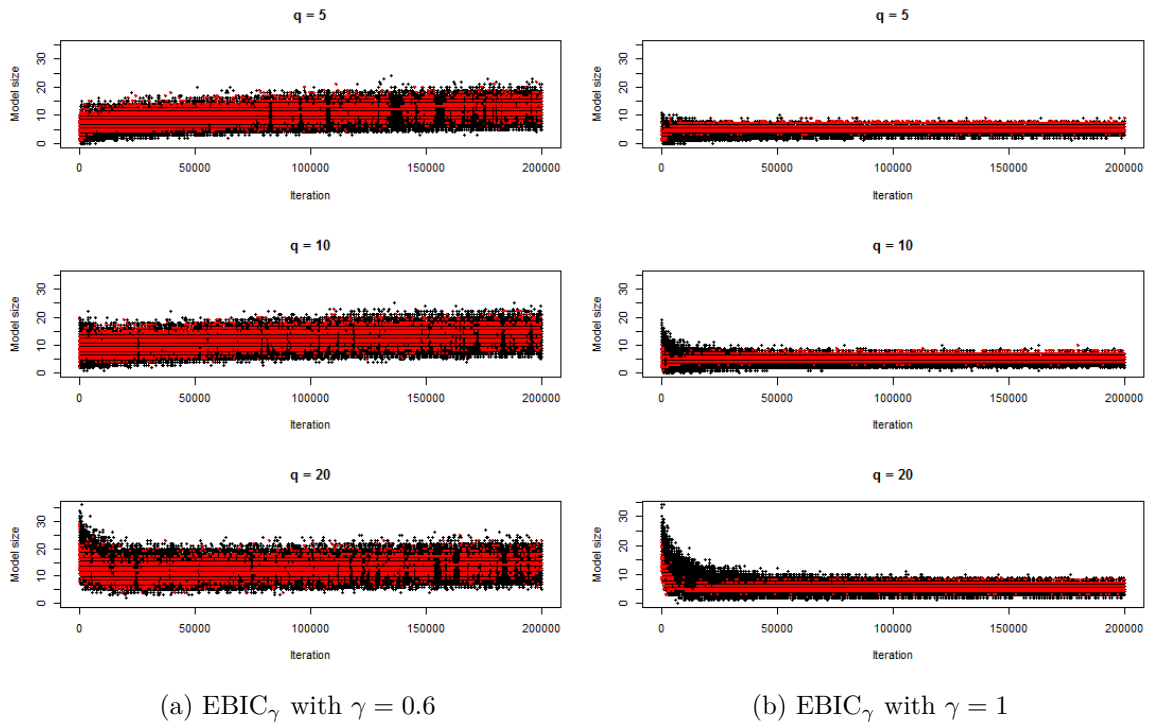 q = 5
Model size
0 10 20 30
0 50000 100000 150000 200000
Iteration
q = 10
Model size
0 10 20 30
0 50000 100000 150000 200000
Iteration
q = 20
Model size
0 10 20 30
0 50000 100000 150000 200000
Iteration
(a) EBICγ with γ = 0.6
q = 5
Model size
0 10 20 30
0 50000 100000 150000 200000
Iteration
q = 10
Model size
0 10 20 30
0 50000 100000 150000 200000
Iteration
q = 20
Model size
0 10 20 30
0 50000 100000 150000 200000
Iteration
(b) EBICγ with γ = 1